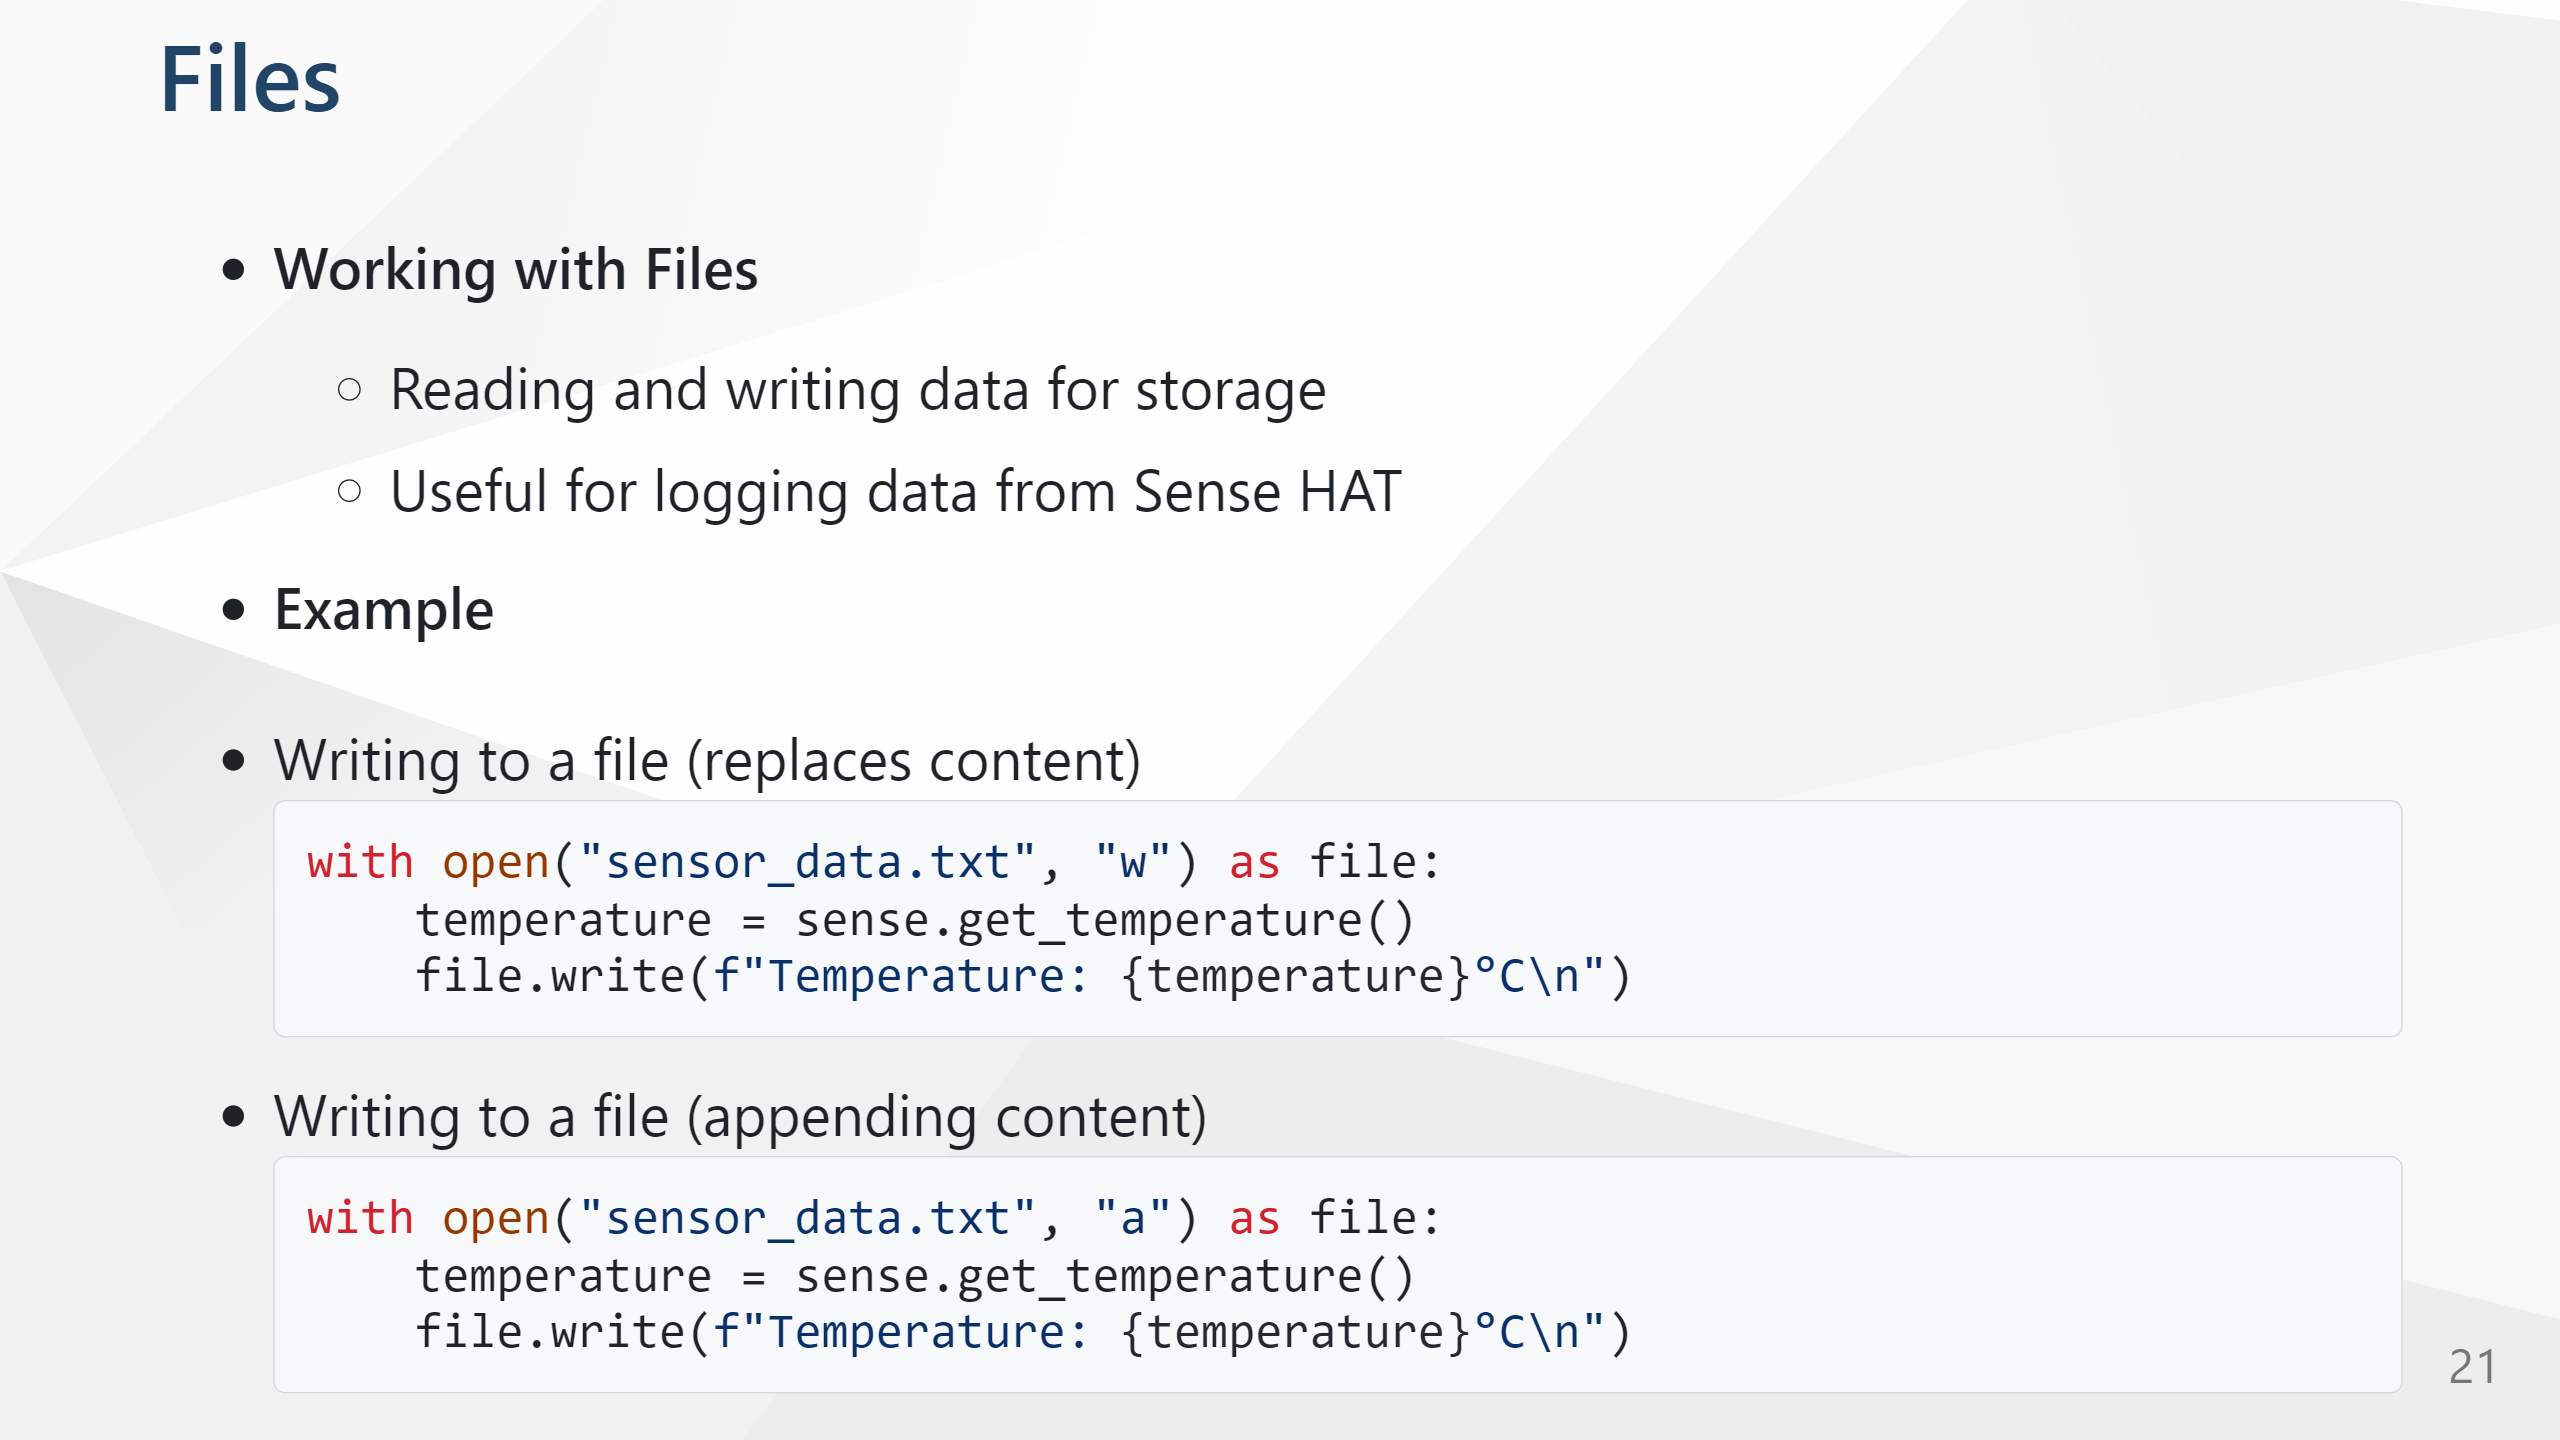 Files
• Working with Files
○ Reading and writing data for storage
○ Useful for logging data from Sense HAT
• Example
• Writing to a file (replaces content)
with open("sensor_data.txt", "w") as file:
    temperature = sense.get_temperature()
    file.write(f"Temperature: {temperature}°C\n")
• Writing to a file (appending content)
with open("sensor_data.txt", "a") as file:
    temperature = sense.get_temperature()
    file.write(f"Temperature: {temperature}°C\n")
21